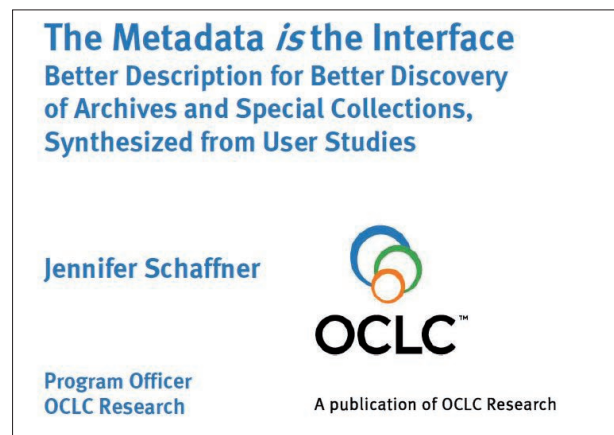 The Metadata is the Interface
Better Description for Better Discovery
of Archives and Special Collections,
Synthesized from User Studies
Jennifer Schaffner
OCLC™
Program Officer
OCLC Research
A publication of OCLC Research